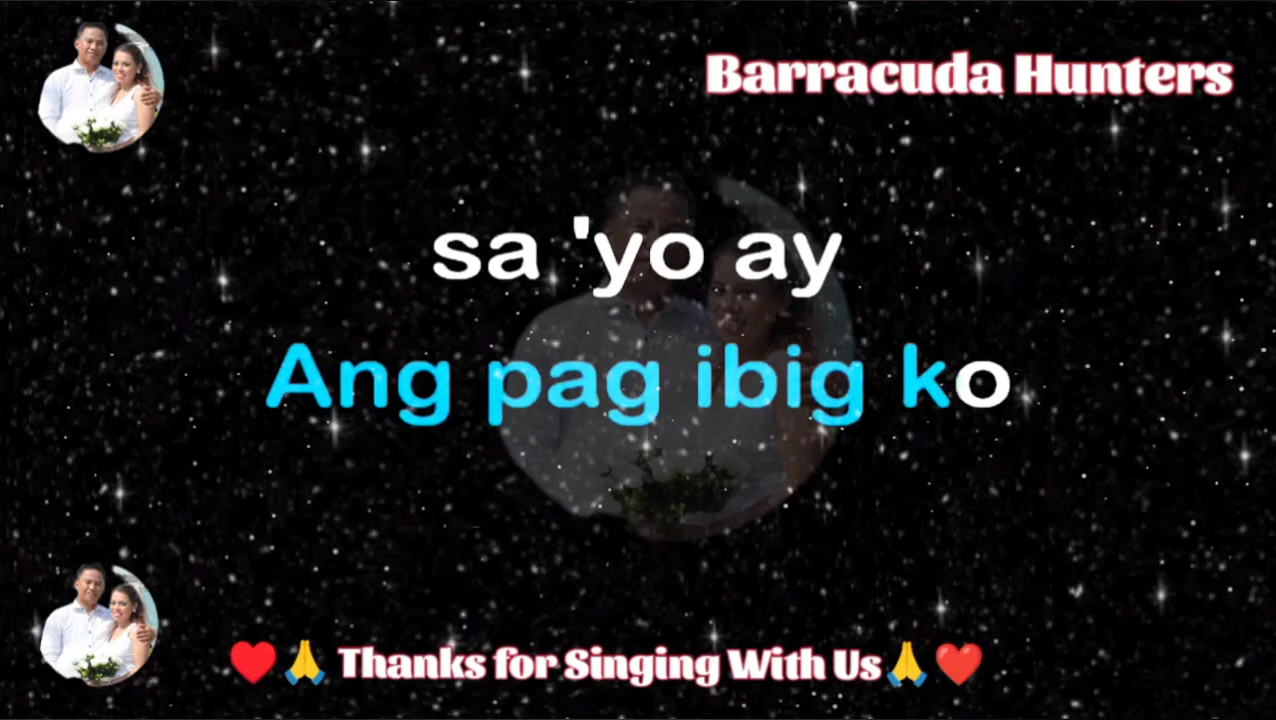 Barracuda Hunters
sa 'yo ay
Ang pag ibig ko
❤️🙏 Thanks for Singing With Us🙏❤️